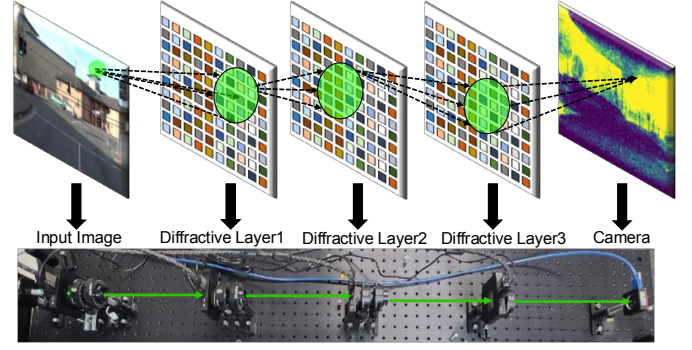 Input Image
Diffractive Layer1
Diffractive Layer2
Diffractive Layer3
Camera